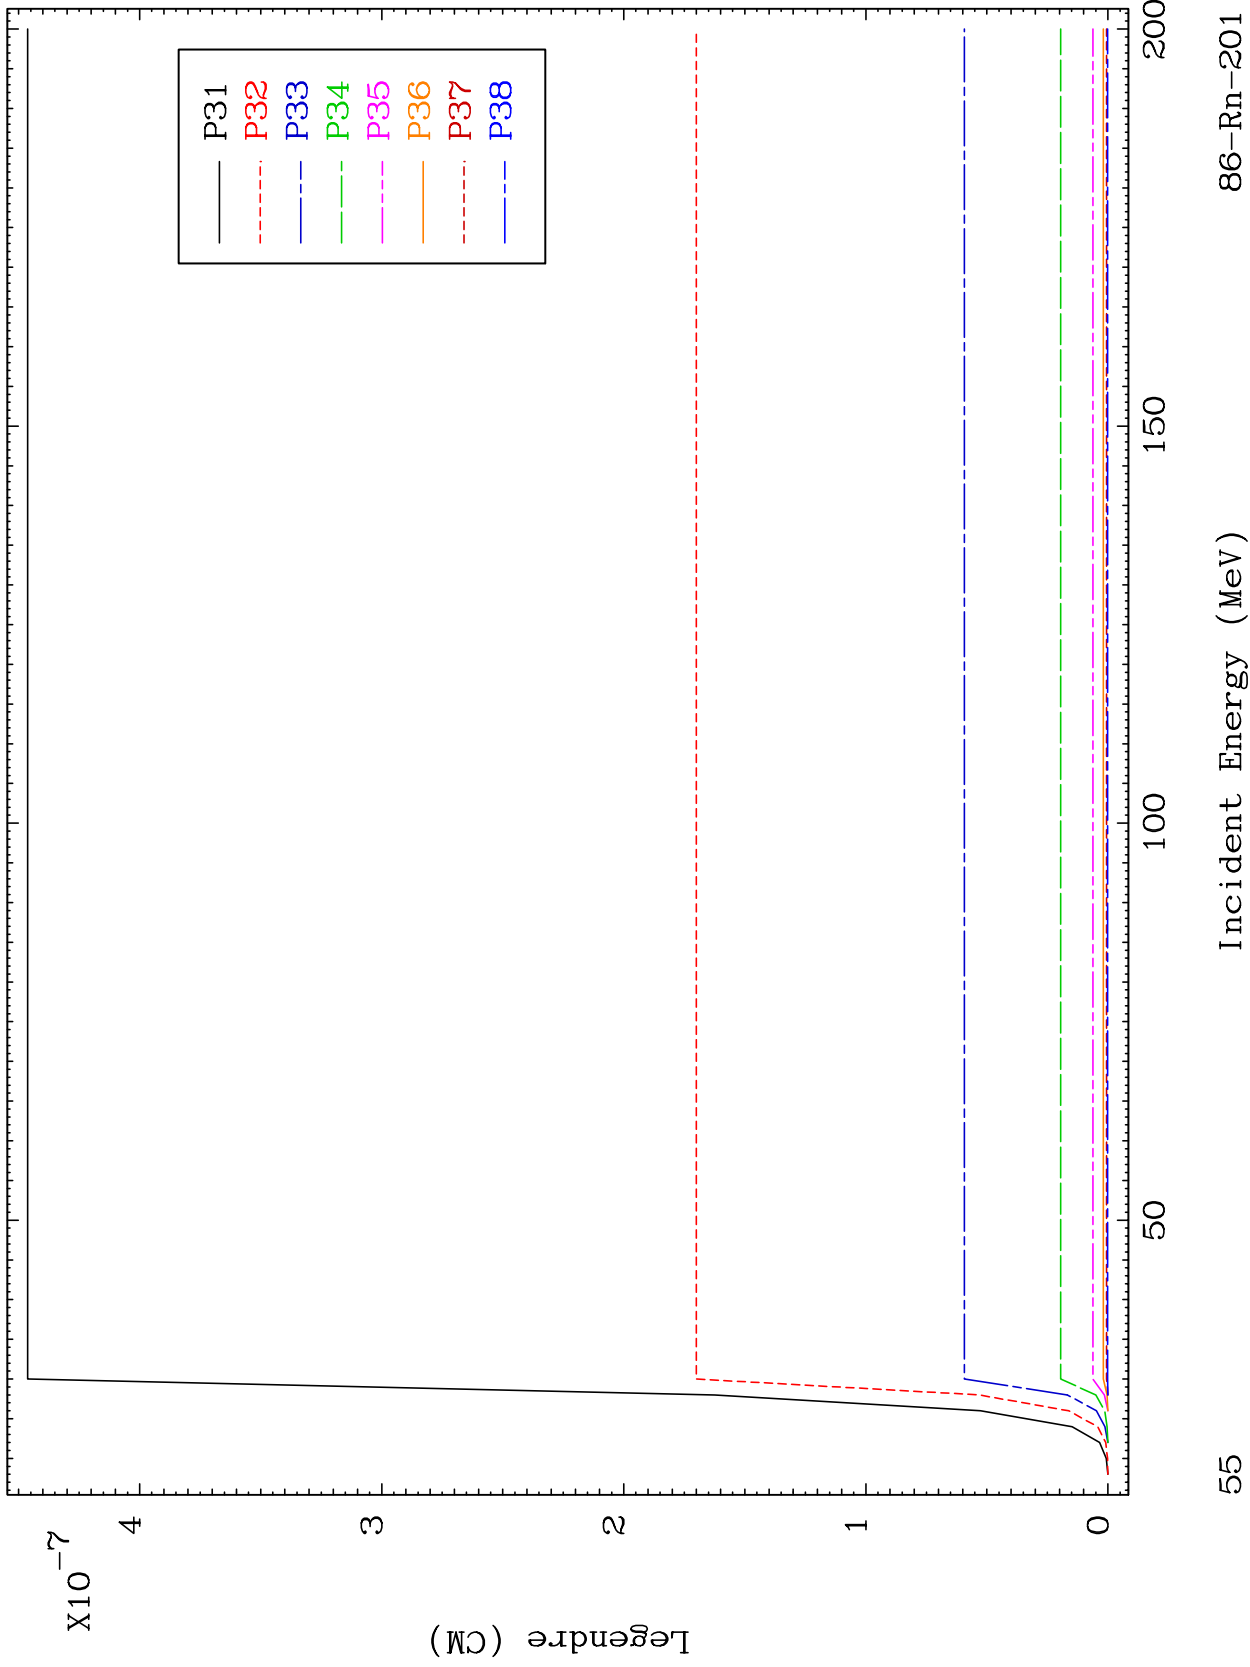 X10-7
Legendre (CM)
4
3
2
1
0
P31
P32
P33
P34
P35
P36
P37
P38
50
100
150
200
Incident Energy (MeV)
55
86-Rn-201